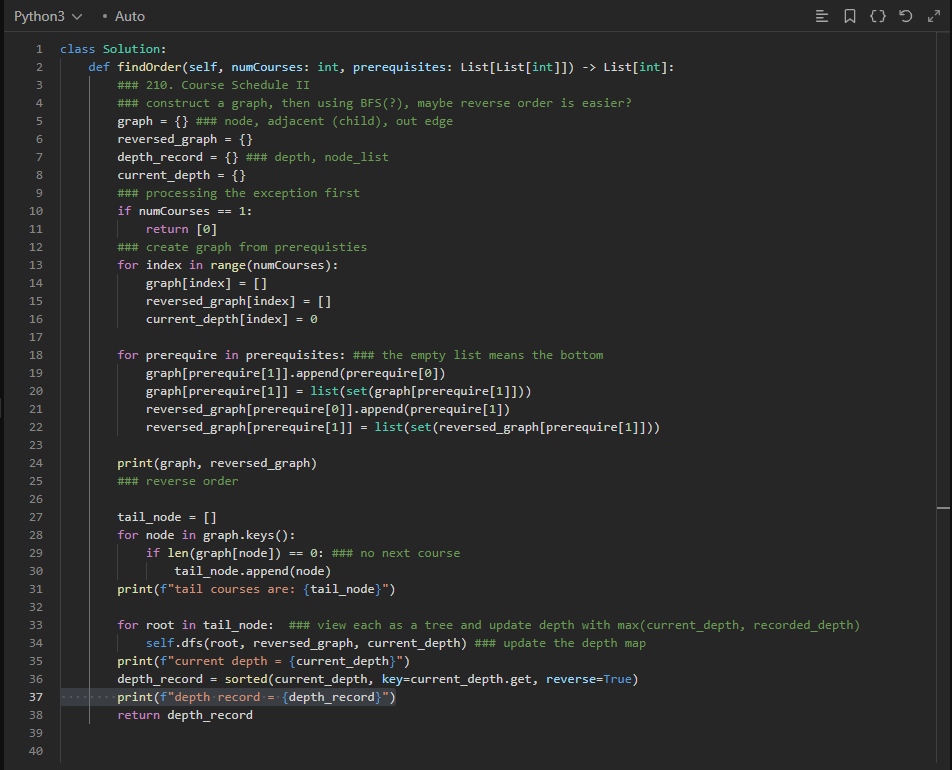 Python3 • Auto
1 class Solution:
2 def findOrder(self, numCourses: int, prerequisites: List[List[int]]) -> List[int]:
3 ### 210. Course Schedule II
4 ### construct a graph, then using BFS(?), maybe reverse order is easier?
5 graph = {} ### node, adjacent (child), out edge
6 reversed_graph = {}
7 depth_record = {} ### depth, node_list
8 current_depth = {}
9 ### processing the exception first
10 if numCourses == 1:
11 return [0]
12 ### create graph from prerequisties
13 for index in range(numCourses):
14 graph[index] = []
15 reversed_graph[index] = []
16 current_depth[index] = 0
17
18 for prerequire in prerequisites: ### the empty list means the bottom
19 graph[prerequire[1]].append(prerequire[0])
20 graph[prerequire[1]] = list(set(graph[prerequire[1]]))
21 reversed_graph[prerequire[0]].append(prerequire[1])
22 reversed_graph[prerequire[1]] = list(set(reversed_graph[prerequire[1]]))
23
24 print(graph, reversed_graph)
25 ### reverse order
26
27 tail_node = []
28 for node in graph.keys():
29 if len(graph[node]) == 0: ### no next course
30 tail_node.append(node)
31 print(f"tail courses are: {tail_node}")
32
33 for root in tail_node: ### view each as a tree and update depth with max(current_depth, recorded_depth)
34 self.dfs(root, reversed_graph, current_depth) ### update the depth map
35 print(f"current depth = {current_depth}")
36 depth_record = sorted(current_depth, key=current_depth.get, reverse=True)
37 print(f"depth record = {depth_record}")
38 return depth_record
39
40